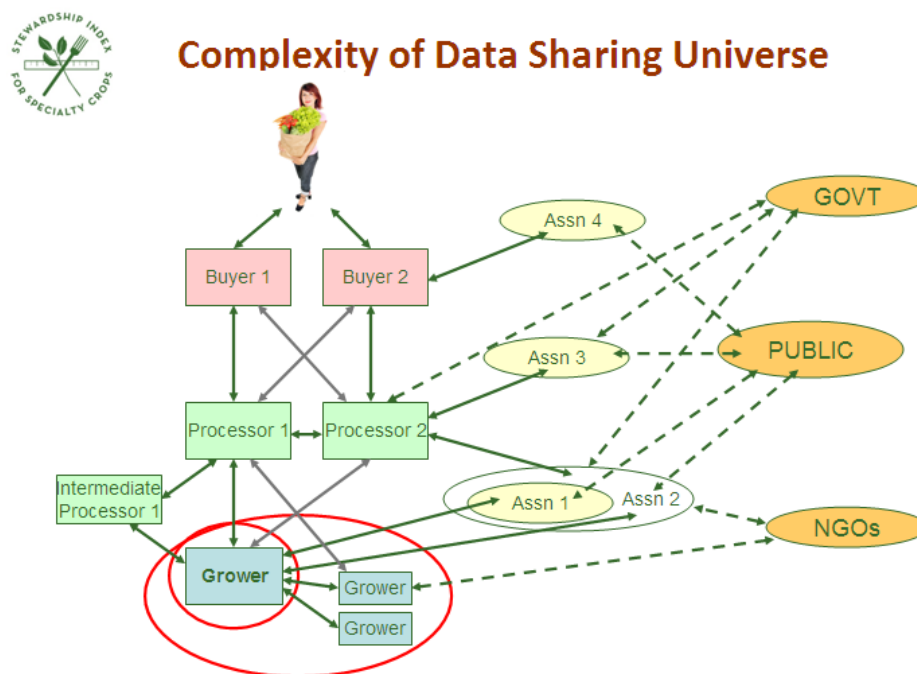 STEWARDSHIP INDEX
FOR SPECIALTY CROPS
Complexity of Data Sharing Universe
GOVT
Assn 4
Buyer 1
Buyer 2
PUBLIC
Assn 3
Processor 1
Processor 2
Intermediate
Processor 1
Assn 1
Assn 2
NGOs
Grower
Grower
Grower